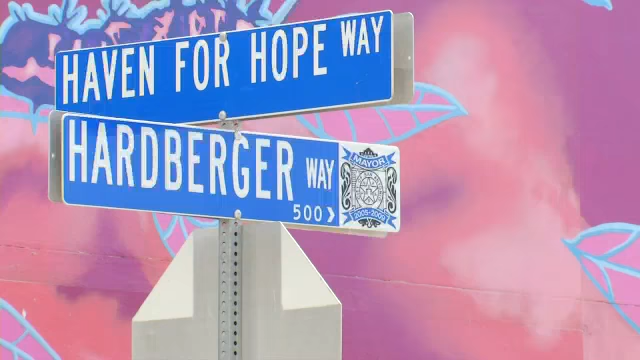 HAVEN FOR HOPE WAY
HARDBERGER WAY
500
MAYOR
2005-2009